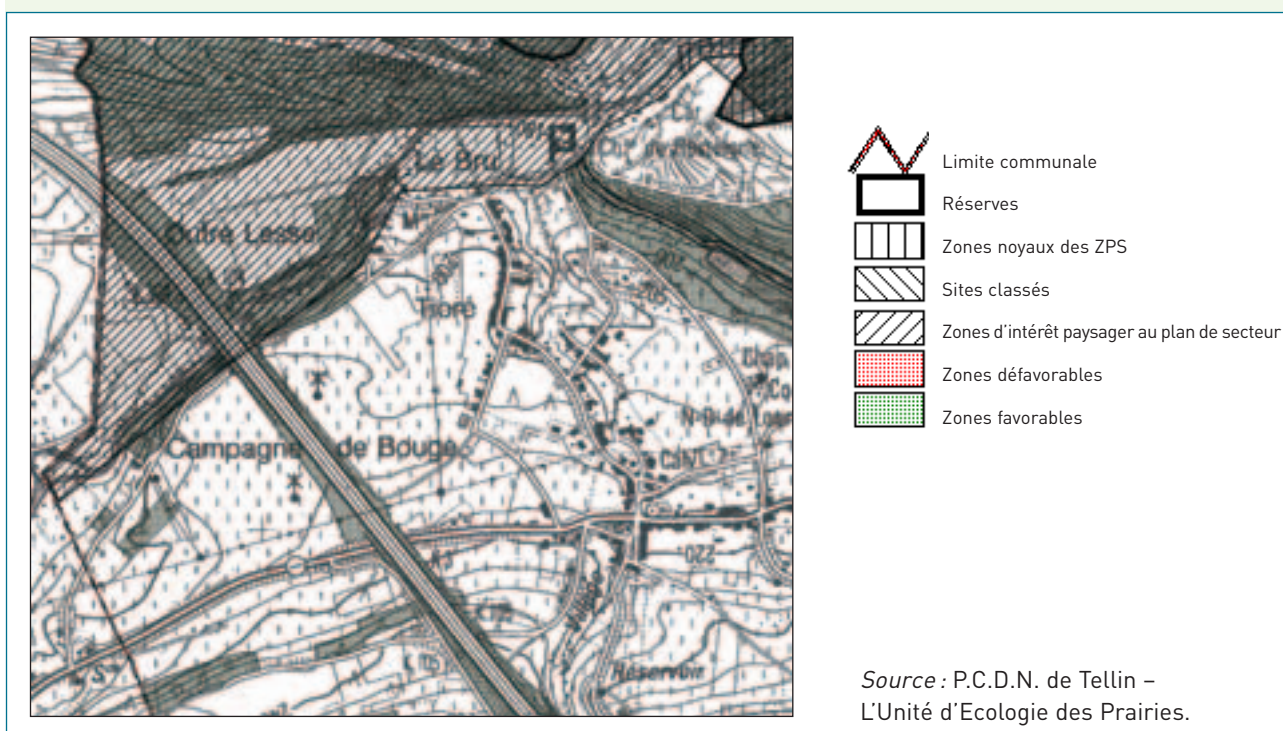 Le Bru
P
Outre Lesse
Tioré
Campagne de Bouge
Réservoir
Limite communale
Réserves
Zones noyaux des ZPS
Sites classés
Zones d'intérêt paysager au plan de secteur
Zones défavorables
Zones favorables
Source : P.C.D.N. de Tellin –
L'Unité d'Ecologie des Prairies.